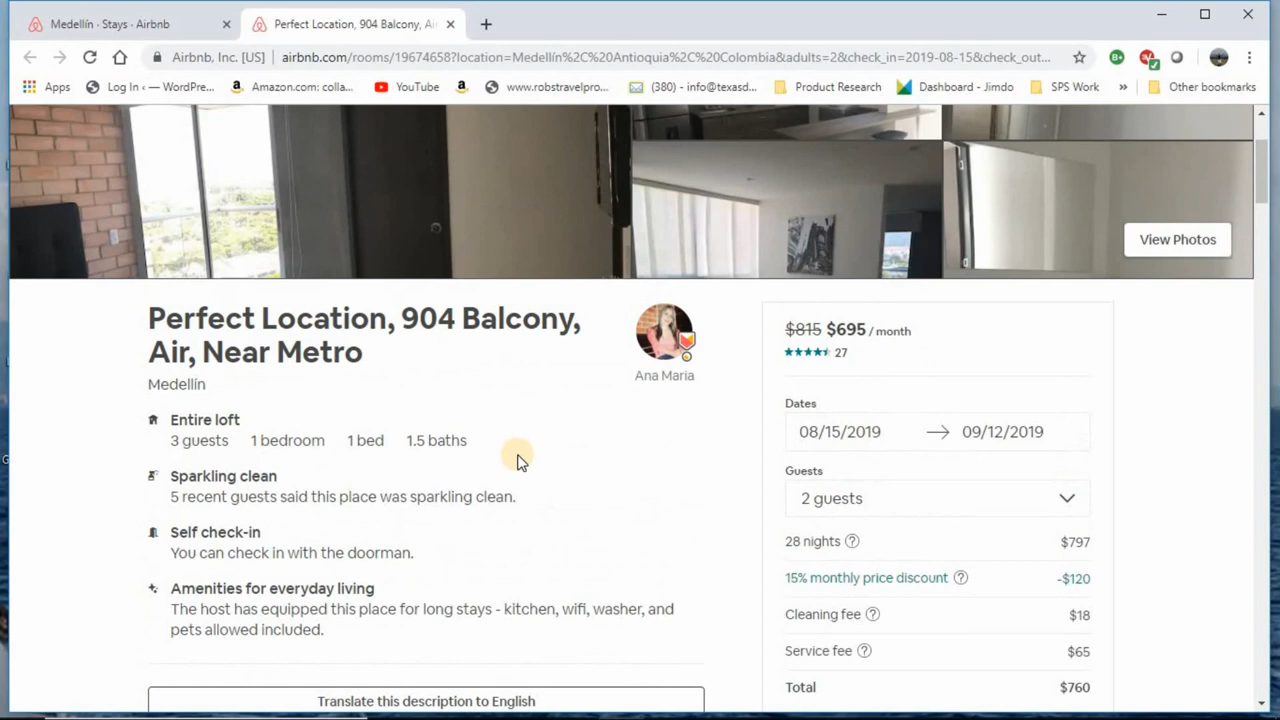 Medellín · Stays - Airbnb
Perfect Location, 904 Balcony, Ai
Airbnb, Inc. [US]
airbnb.com/rooms/19674658?location=Medellín%2C%20Antioquia%2C%20Colombia&adults=2&check_in=2019-08-15&check_out...
Apps
Log In ‹ — WordPre...
Amazon.com: colla...
YouTube
www.robstravelpro...
(380) - info@texasd...
Product Research
Dashboard - Jimdo
SPS Work
»
Other bookmarks
View Photos
Perfect Location, 904 Balcony,
Air, Near Metro
Medellín
Ana Maria
Entire loft
3 guests 1 bedroom 1 bed 1.5 baths
Sparkling clean
5 recent guests said this place was sparkling clean.
Self check-in
You can check in with the doorman.
Amenities for everyday living
The host has equipped this place for long stays - kitchen, wifi, washer, and
pets allowed included.
Translate this description to English
$815 $695 / month
27
Dates
08/15/2019 → 09/12/2019
Guests
2 guests
28 nights ? $797
15% monthly price discount ? -$120
Cleaning fee ? $18
Service fee ? $65
Total $760